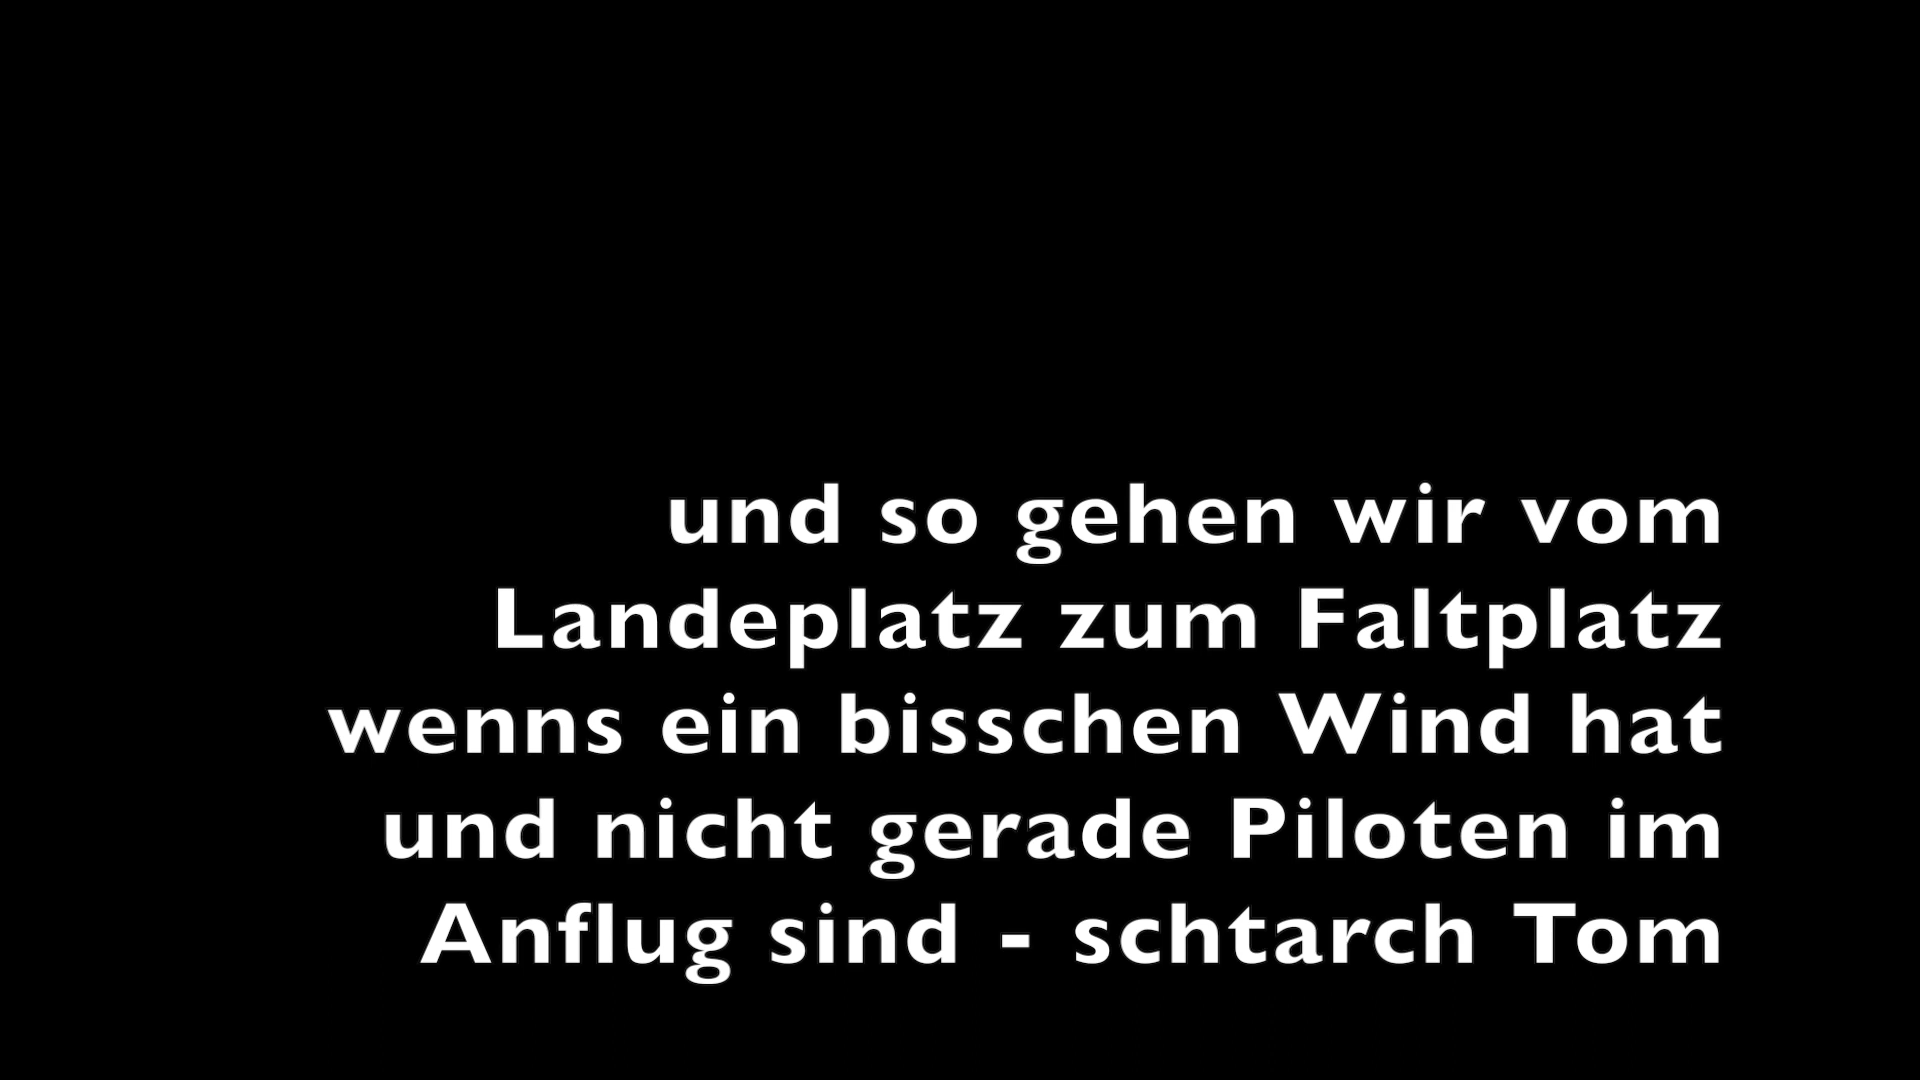 und so gehen wir vom
Landeplatz zum Faltplatz
wenns ein bisschen Wind hat
und nicht gerade Piloten im
Anflug sind - schtarch Tom